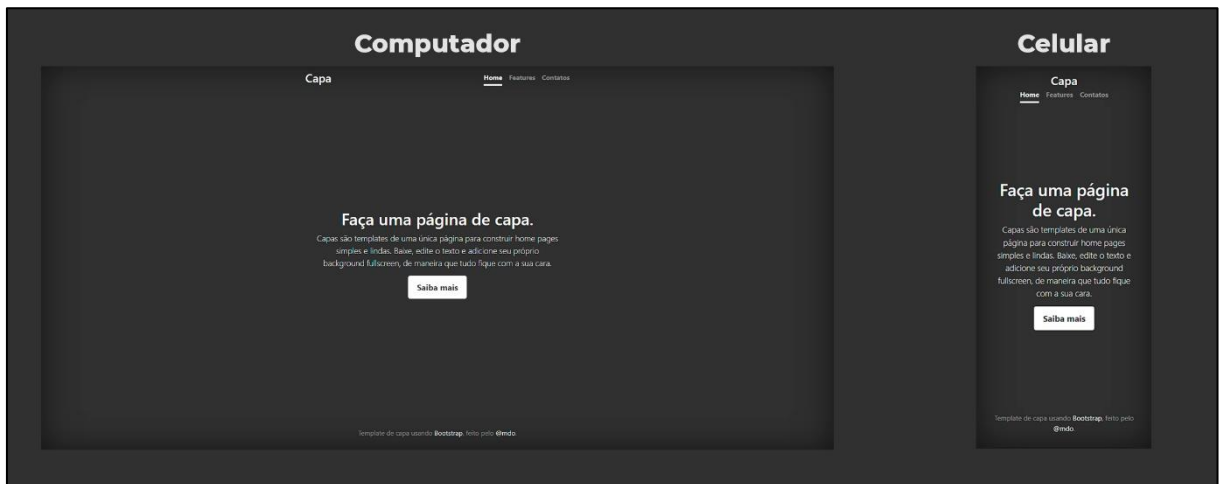 Computador
Capa
Home Features Contatos
Faça uma página de capa.
Capas são templates de uma única página para construir home pages
simples e lindas. Baixe, edite o texto e adicione seu próprio
background fullscreen, de maneira que tudo fique com a sua cara.
Saiba mais
Template de capa usando Bootstrap, feito pelo @mdo.
Celular
Capa
Home Features Contatos
Faça uma página
de capa.
Capas são templates de uma única
página para construir home pages
simples e lindas. Baixe, edite o texto e
adicione seu próprio background
fullscreen, de maneira que tudo fique
com a sua cara.
Saiba mais
Template de capa usando Bootstrap, feito pelo
@mdo.